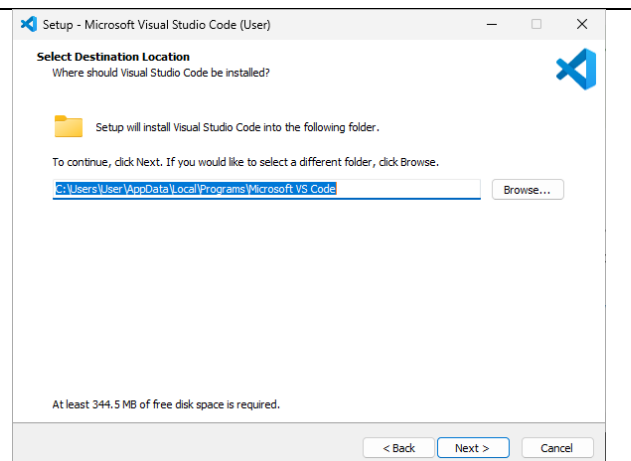 Setup - Microsoft Visual Studio Code (User)
Select Destination Location
Where should Visual Studio Code be installed?
Setup will install Visual Studio Code into the following folder.
To continue, click Next. If you would like to select a different folder, click Browse.
C:\Users\User\AppData\Local\Programs\Microsoft VS Code
Browse...
At least 344.5 MB of free disk space is required.
< Back
Next >
Cancel